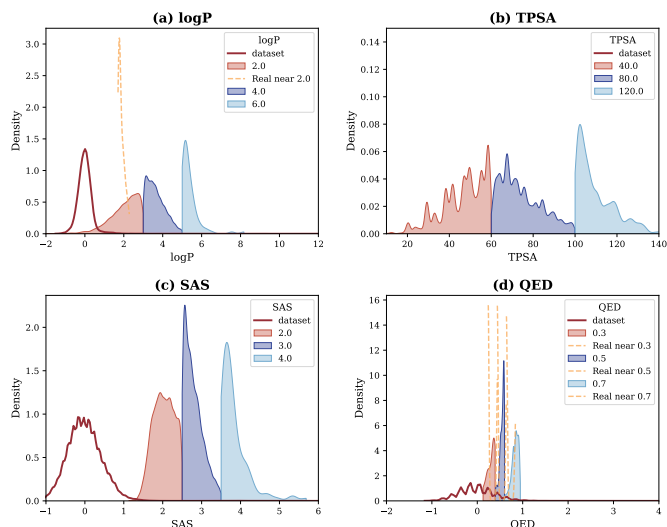 (a) logP
Density
3.0
2.5
2.0
1.5
1.0
0.5
0.0
−2 0 2 4 6 8 10 12
logP
logP
dataset
2.0
Real near 2.0
4.0
6.0
(b) TPSA
Density
0.14
0.12
0.10
0.08
0.06
0.04
0.02
0.00
20 40 60 80 100 120 140
TPSA
TPSA
dataset
40.0
80.0
120.0
(c) SAS
Density
2.0
1.5
1.0
0.5
0.0
−1 0 1 2 3 4 5 6
SAS
SAS
dataset
2.0
3.0
4.0
(d) QED
Density
16
14
12
10
8
6
4
2
0
−2 −1 0 1 2 3 4
QED
QED
dataset
0.3
Real near 0.3
0.5
Real near 0.5
0.7
Real near 0.7